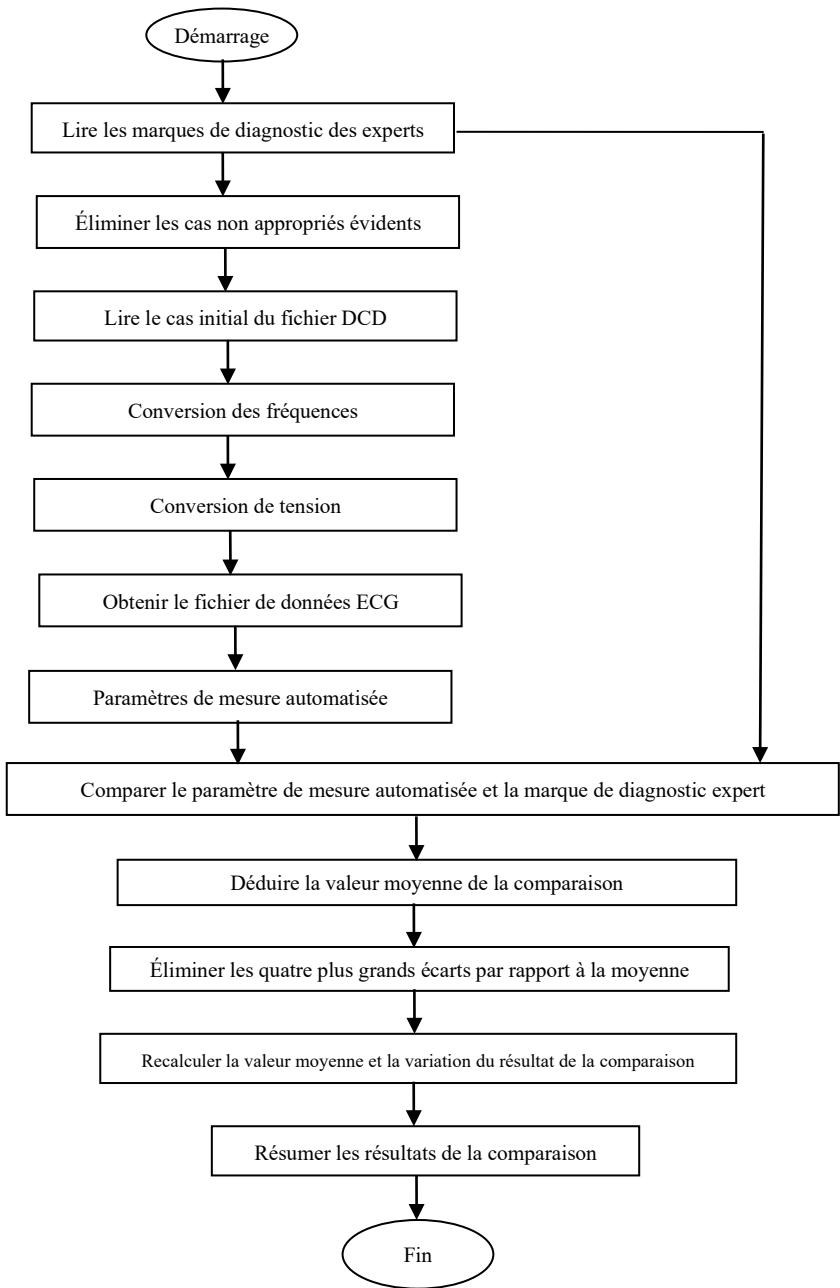 Démarrage
Lire les marques de diagnostic des experts
Éliminer les cas non appropriés évidents
Lire le cas initial du fichier DCD
Conversion des fréquences
Conversion de tension
Obtenir le fichier de données ECG
Paramètres de mesure automatisée
Comparer le paramètre de mesure automatisée et la marque de diagnostic expert
Déduire la valeur moyenne de la comparaison
Éliminer les quatre plus grands écarts par rapport à la moyenne
Recalculer la valeur moyenne et la variation du résultat de la comparaison
Résumer les résultats de la comparaison
Fin